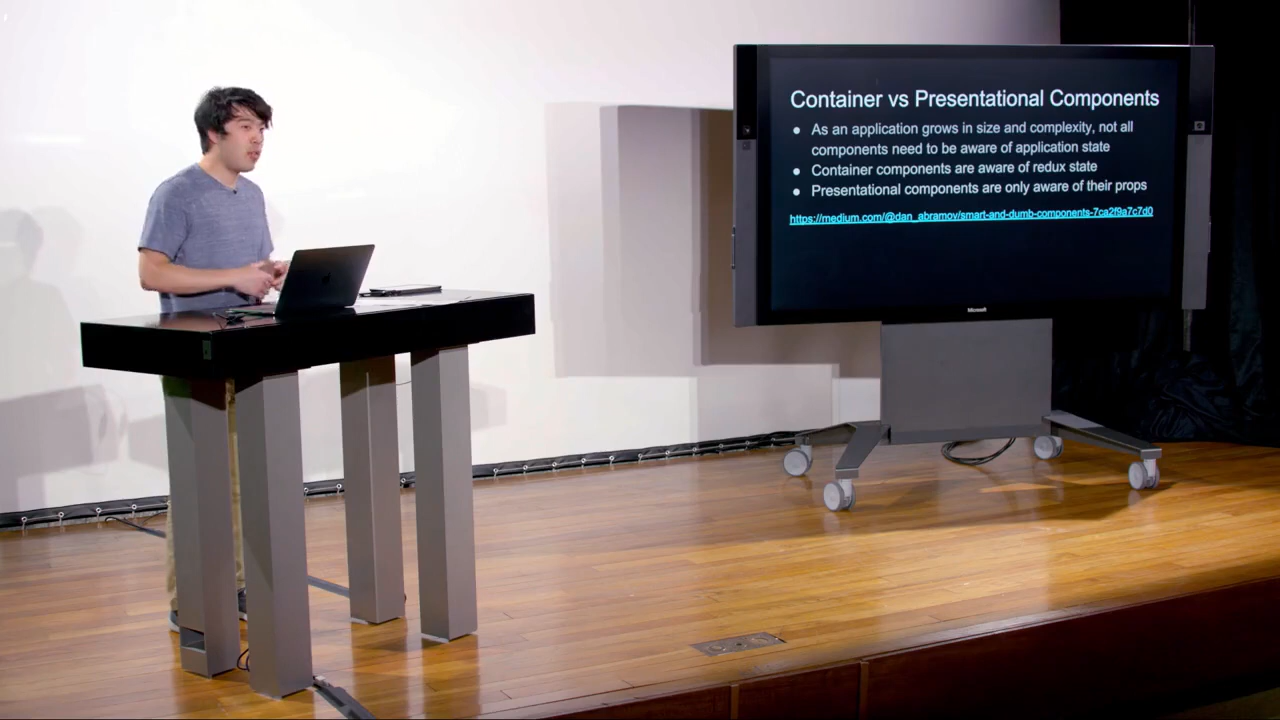 Container vs Presentational Components
● As an application grows in size and complexity, not all
components need to be aware of application state
● Container components are aware of redux state
● Presentational components are only aware of their props
https://medium.com/@dan_abramov/smart-and-dumb-components-7ca2f9a7c7d0
Microsoft